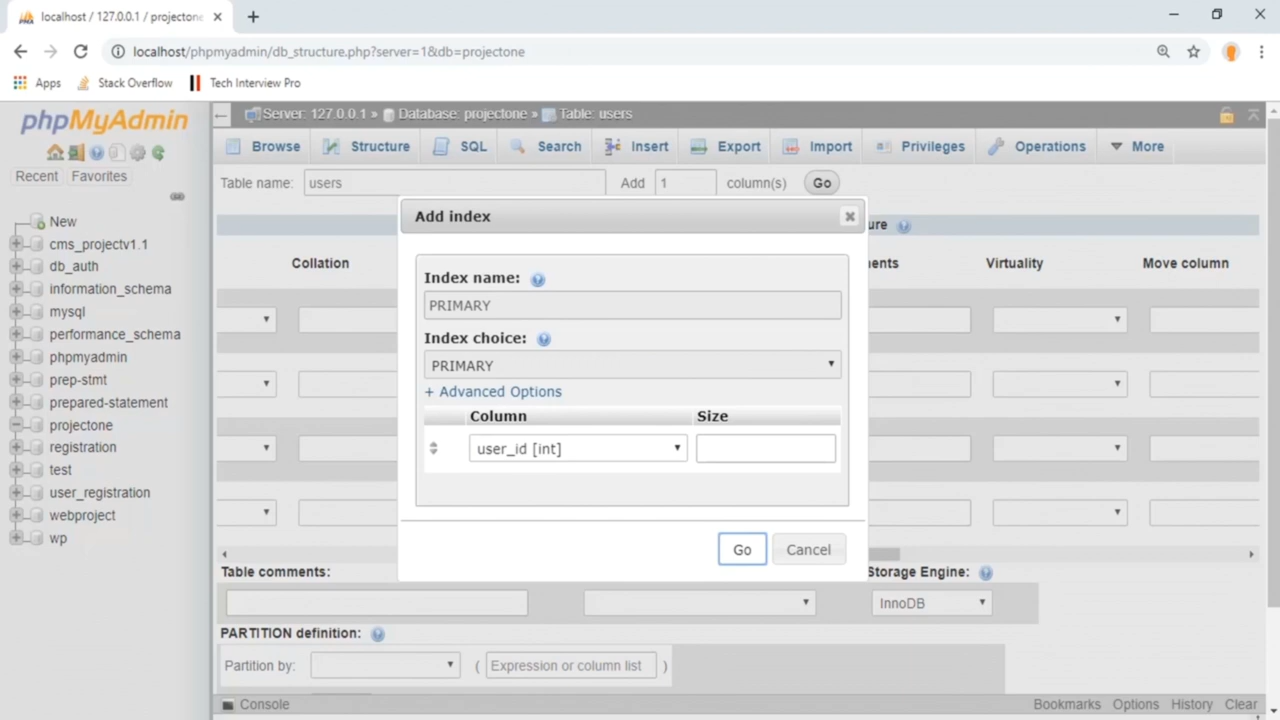 localhost / 127.0.0.1 / projectone
localhost/phpmyadmin/db_structure.php?server=1&db=projectone
Apps Stack Overflow Tech Interview Pro
phpMyAdmin
Recent Favorites
New
cms_projectv1.1
db_auth
information_schema
mysql
performance_schema
phpmyadmin
prep-stmt
prepared-statement
projectone
registration
test
user_registration
webproject
wp
Server: 127.0.0.1 » Database: projectone » Table: users
Browse Structure SQL Search Insert Export Import Privileges Operations More
Table name: users Add 1 column(s) Go
ure
Collation ents Virtuality Move column
Add index
Index name:
PRIMARY
Index choice:
PRIMARY
+ Advanced Options
Column Size
user_id [int]
Go Cancel
Table comments: Storage Engine:
InnoDB
PARTITION definition:
Partition by: ( Expression or column list )
Console Bookmarks Options History Clear